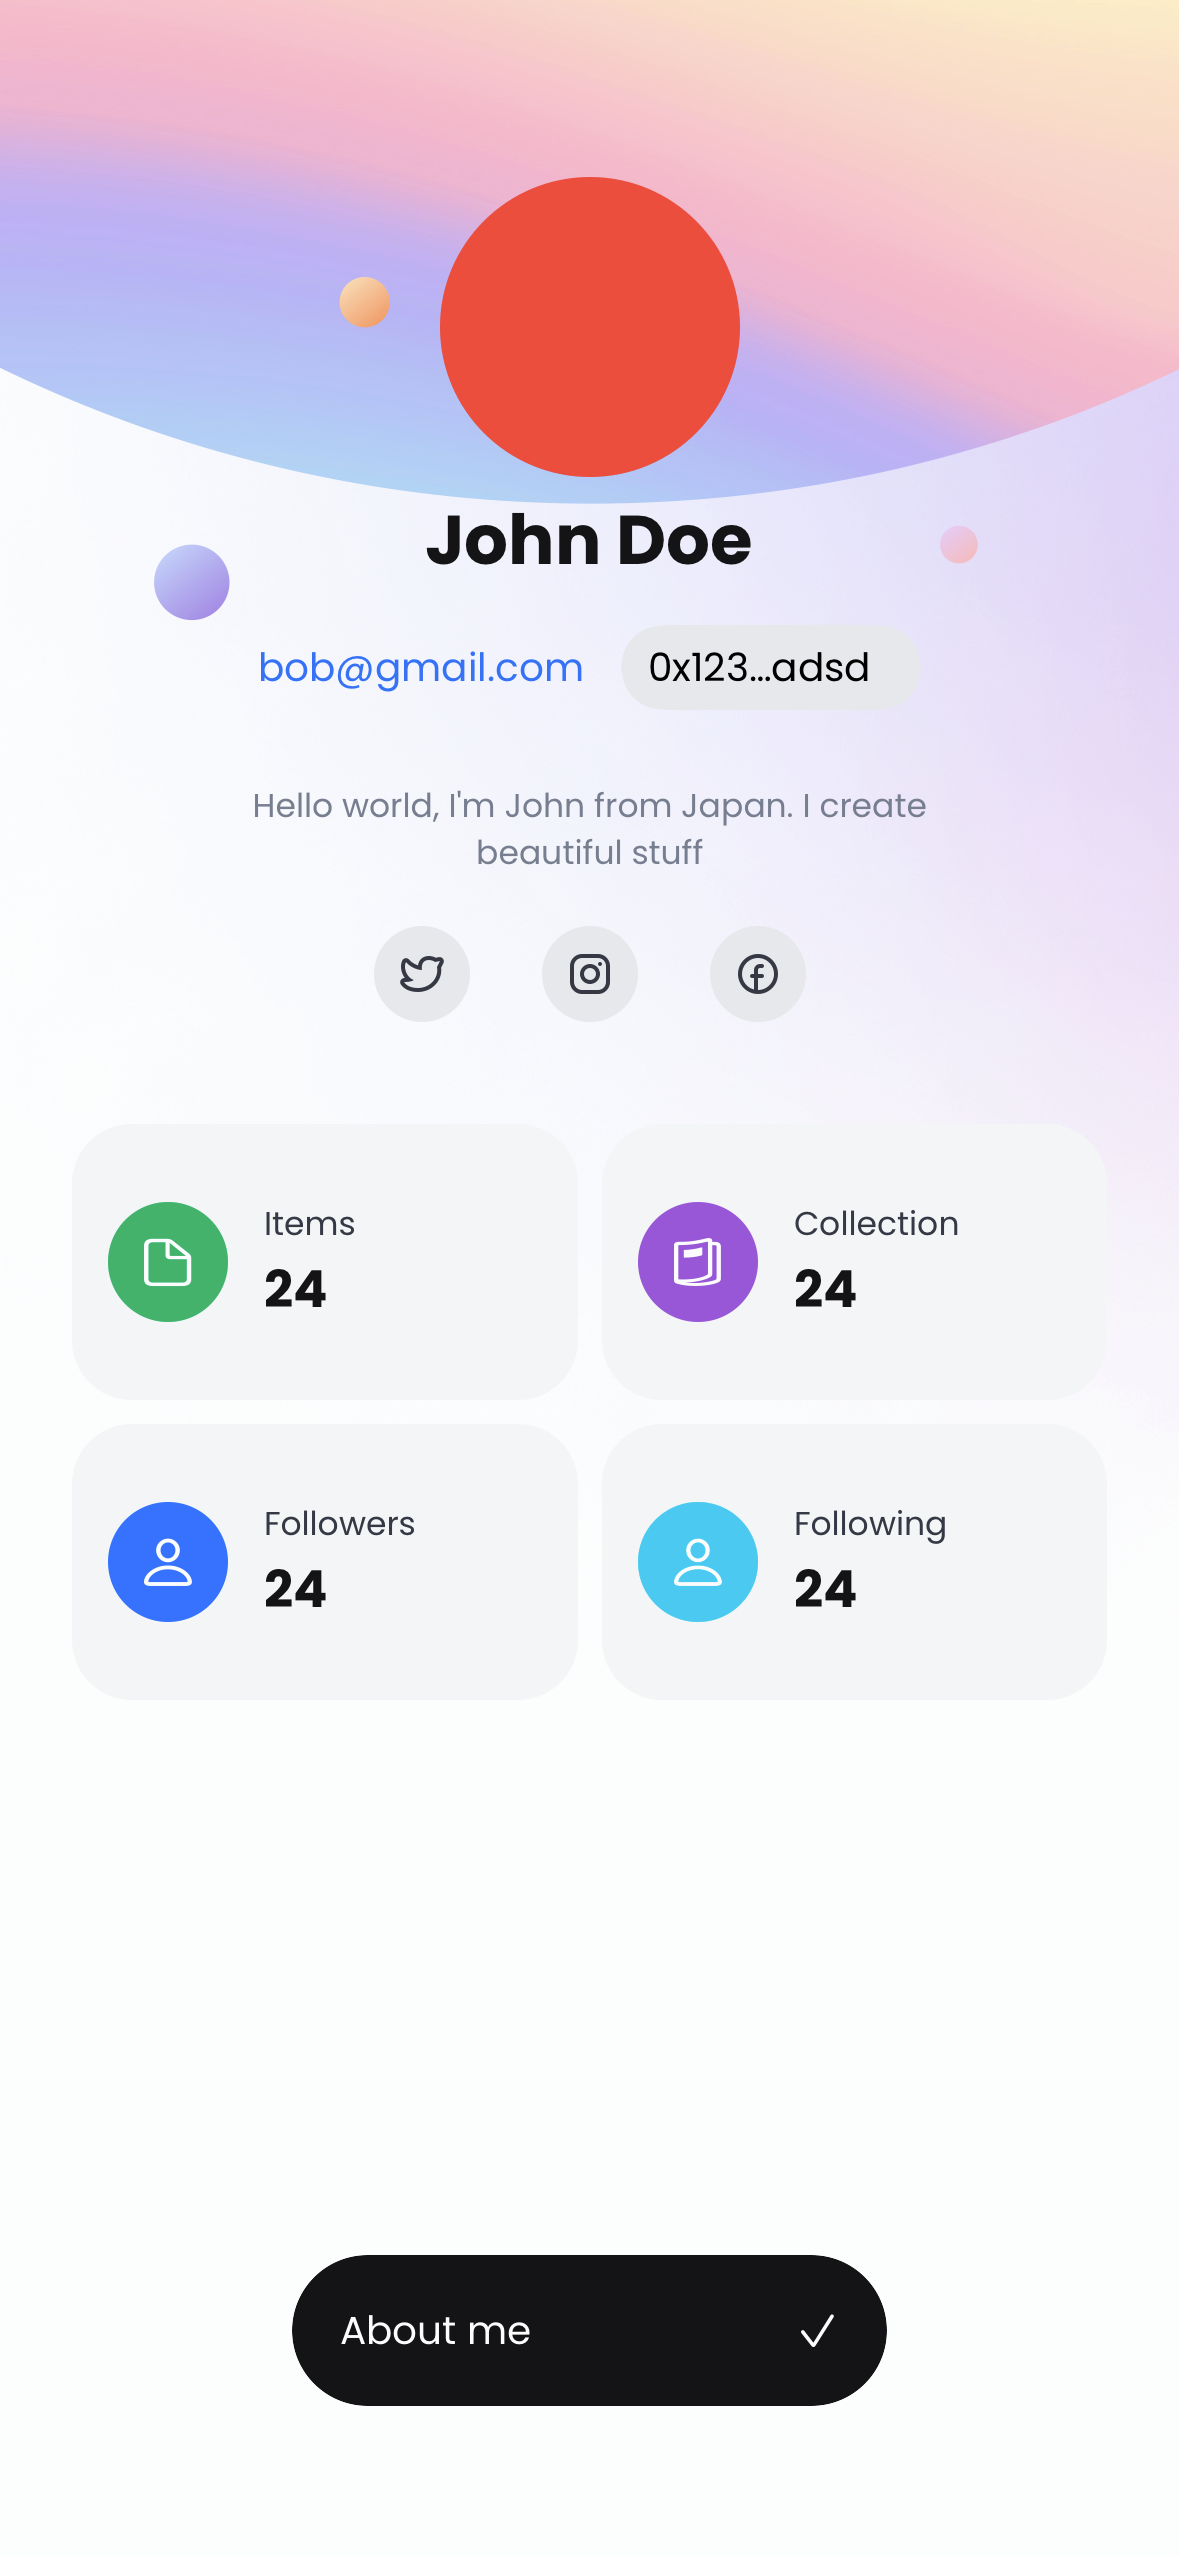 John Doe
bob@gmail.com 0x123...adsd
Hello world, I'm John from Japan. I create
beautiful stuff
Items
24
Collection
24
Followers
24
Following
24
About me